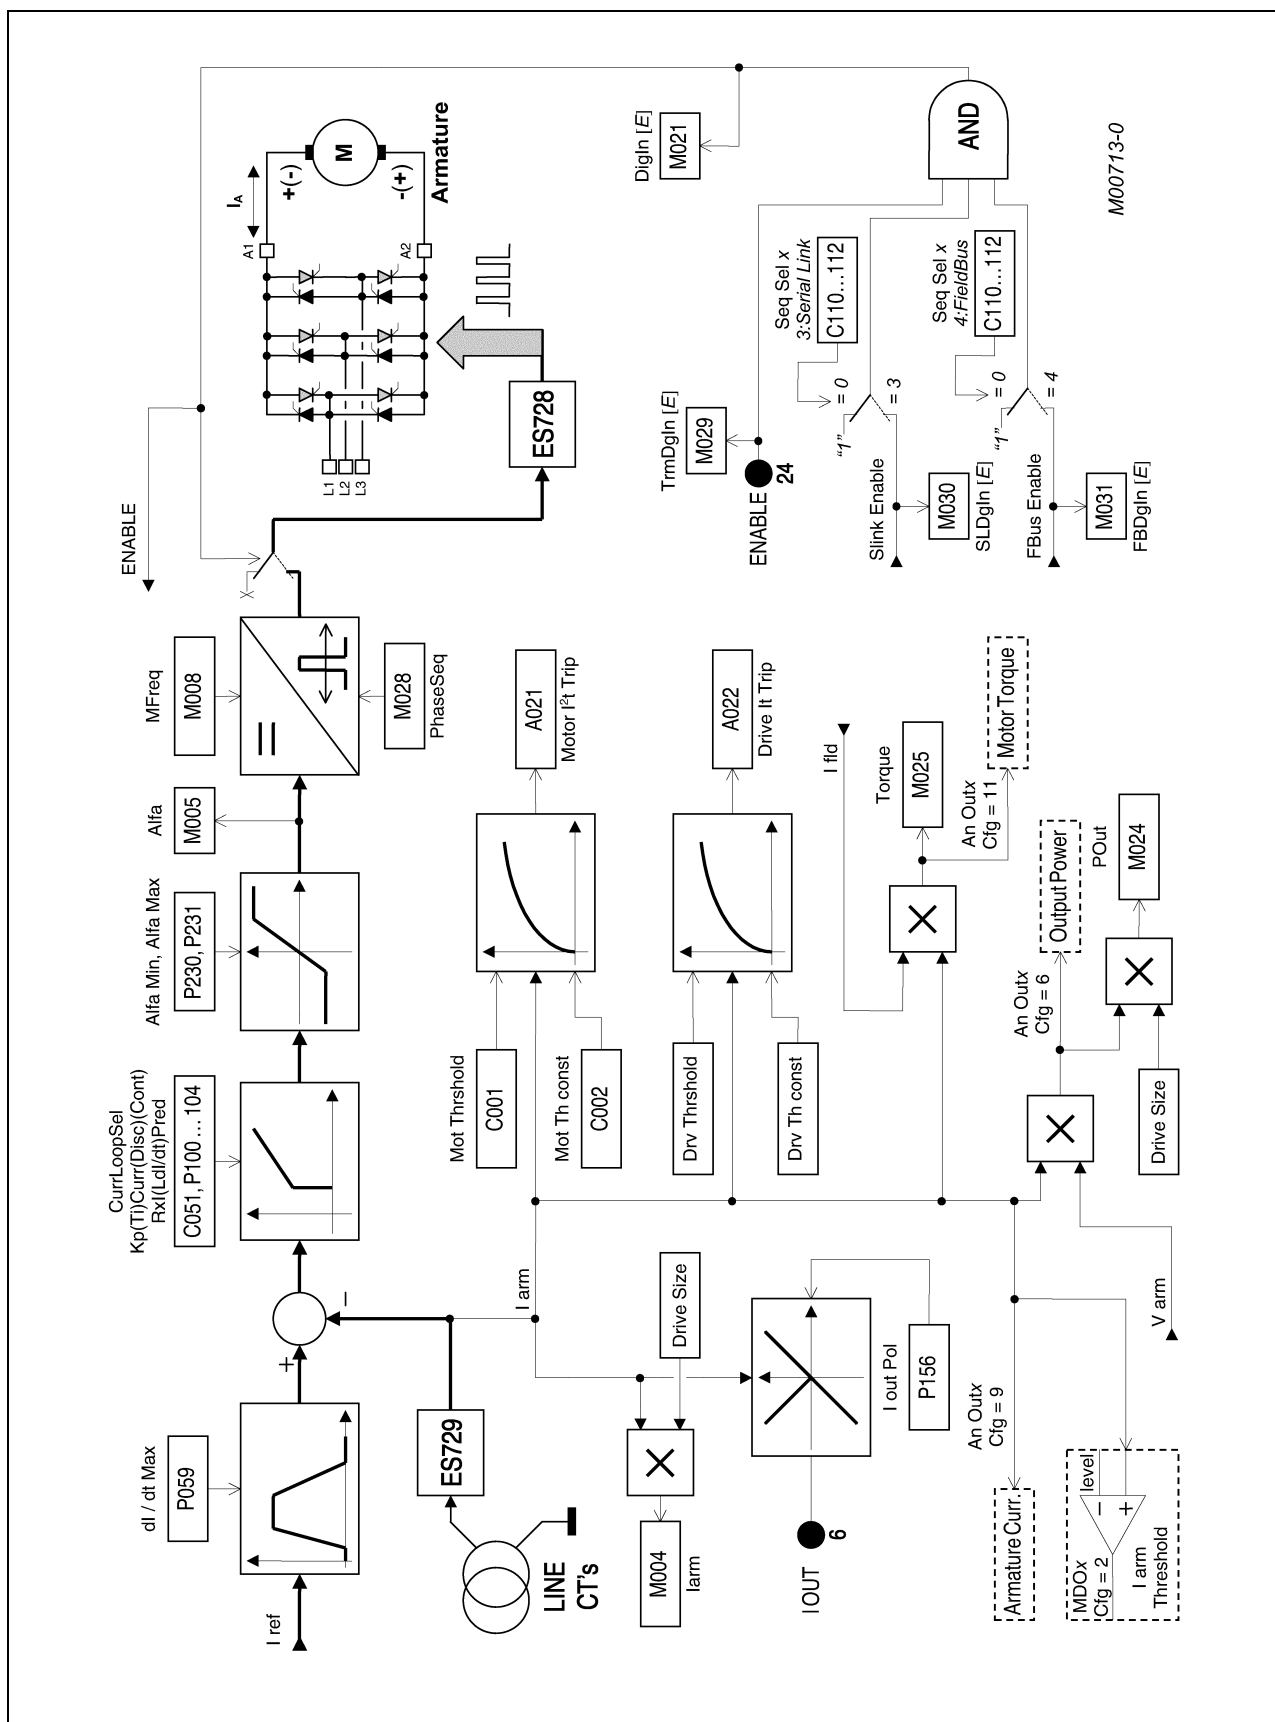 I ref
dI / dt Max
P059
+
–
CurrLoopSel
Kp(Ti)Curr(Disc)(Cont)
RxI(LdI/dt)Pred
C051, P100 ... 104
Alfa Min, Alfa Max
P230, P231
Alfa
M005
MFreq
M008
M028
PhaseSeq
ENABLE
L1
L2
L3
A1
A2
IA
+(-)
-(+)
M
Armature
ES728
LINE
CT's
ES729
I arm
Mot Thrshold
C001
Mot Th const
C002
A021
Motor I²t Trip
Drv Thrshold
Drv Th const
A022
Drive It Trip
Drive Size
M004
Iarm
I OUT
6
I out Pol
P156
I fld
Torque
M025
An Outx
Cfg = 11
Motor Torque
An Outx
Cfg = 6
Output Power
POut
M024
Drive Size
V arm
An Outx
Cfg = 9
Armature Curr.
MDOx
Cfg = 2
level
–
+
I arm
Threshold
TrmDgIn [E]
M029
ENABLE
24
DigIn [E]
M021
AND
Seq Sel x
3:Serial Link
C110...112
"1"
= 0
= 3
Slink Enable
M030
SLDgIn [E]
Seq Sel x
4:FieldBus
C110...112
"1"
= 0
= 4
FBus Enable
M031
FBDgIn [E]
M00713-0